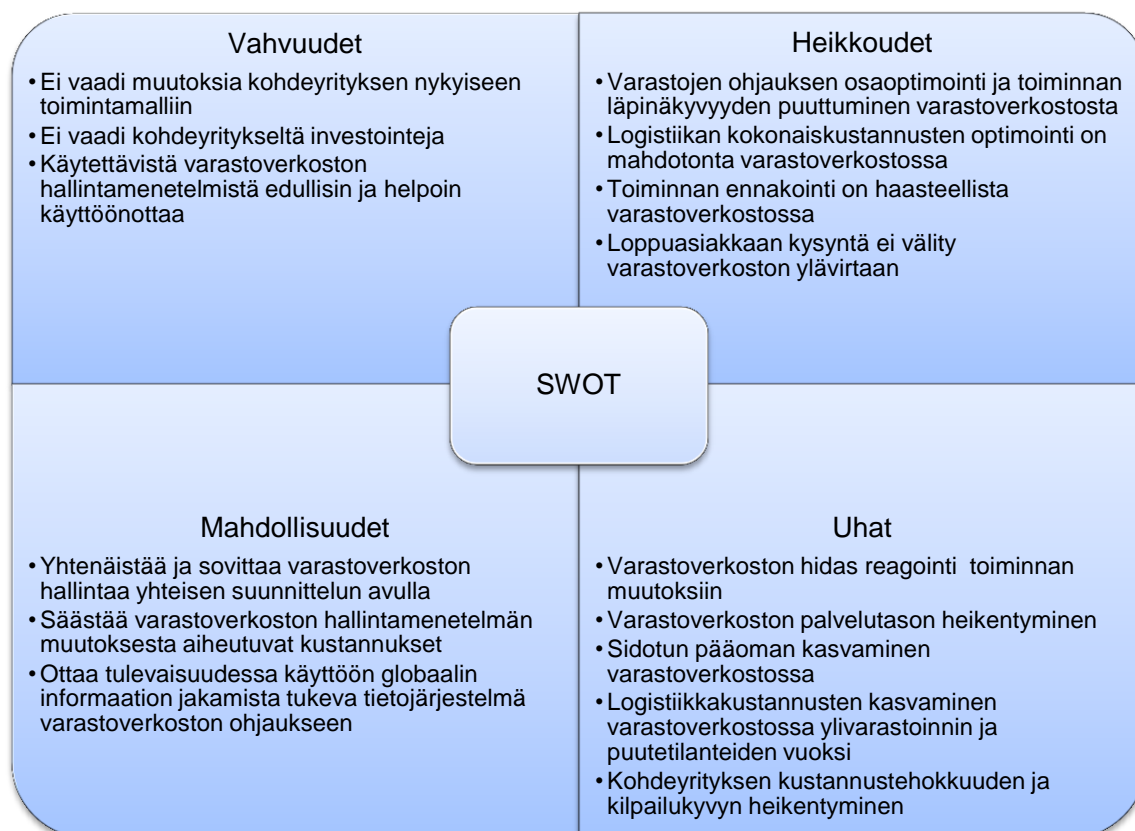 Vahvuudet
•Ei vaadi muutoksia kohdeyrityksen nykyiseen
toimintamalliin
•Ei vaadi kohdeyritykseltä investointeja
•Käytettävistä varastoverkoston
hallintamenetelmistä edullisin ja helpoin
käyttöönottaa
Heikkoudet
•Varastojen ohjauksen osaoptimointi ja toiminnan
läpinäkyvyyden puuttuminen varastoverkostosta
•Logistiikan kokonaiskustannusten optimointi on
mahdotonta varastoverkostossa
•Toiminnan ennakointi on haasteellista
varastoverkostossa
•Loppuasiakkaan kysyntä ei välity
varastoverkoston ylävirtaan
SWOT
Mahdollisuudet
•Yhtenäistää ja sovittaa varastoverkoston
hallintaa yhteisen suunnittelun avulla
•Säästää varastoverkoston hallintamenetelmän
muutoksesta aiheutuvat kustannukset
•Ottaa tulevaisuudessa käyttöön globaalin
informaation jakamista tukeva tietojärjestelmä
varastoverkoston ohjaukseen
Uhat
•Varastoverkoston hidas reagointi toiminnan
muutoksiin
•Varastoverkoston palvelutason heikentyminen
•Sidotun pääoman kasvaminen
varastoverkostossa
•Logistiikkakustannusten kasvaminen
varastoverkostossa ylivarastoinnin ja
puutetilanteiden vuoksi
•Kohdeyrityksen kustannustehokkuuden ja
kilpailukyvyn heikentyminen